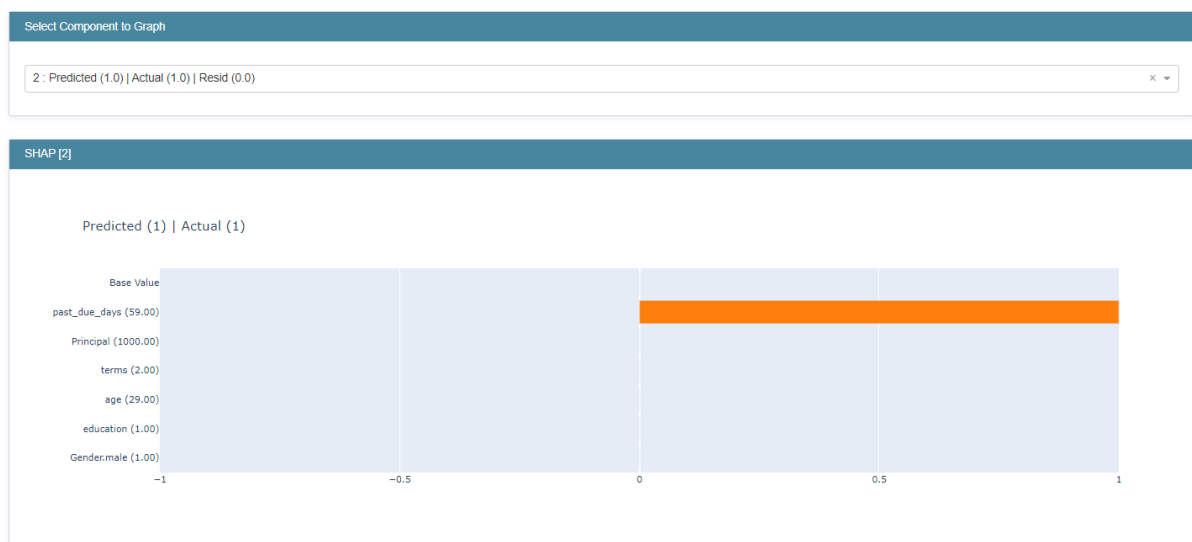 Select Component to Graph
2 : Predicted (1.0) | Actual (1.0) | Resid (0.0)
SHAP [2]
Predicted (1) | Actual (1)
Base Value
past_due_days (59.00)
Principal (1000.00)
terms (2.00)
age (29.00)
education (1.00)
Gender.male (1.00)
−1 −0.5 0 0.5 1